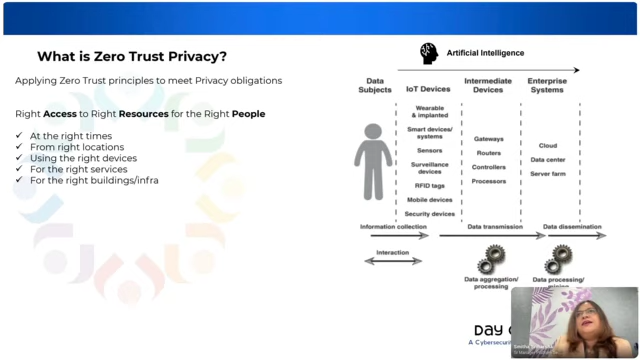 What is Zero Trust Privacy?
Applying Zero Trust principles to meet Privacy obligations
Right Access to Right Resources for the Right People
✓ At the right times
✓ From right locations
✓ Using the right devices
✓ For the right services
✓ For the right buildings/infra
Artificial Intelligence
Data
Subjects
IoT Devices
Intermediate
Devices
Enterprise
Systems
Wearable
& implanted
Smart devices/
systems
Sensors
Surveillance
devices
RFID tags
Mobile devices
Security devices
Gateways
Routers
Controllers
Processors
Cloud
Data center
Server farm
Information collection
Data transmission
Data dissemination
Interaction
Data aggregation/
processing
Data processing/
mining
DAY
A Cybersecurity